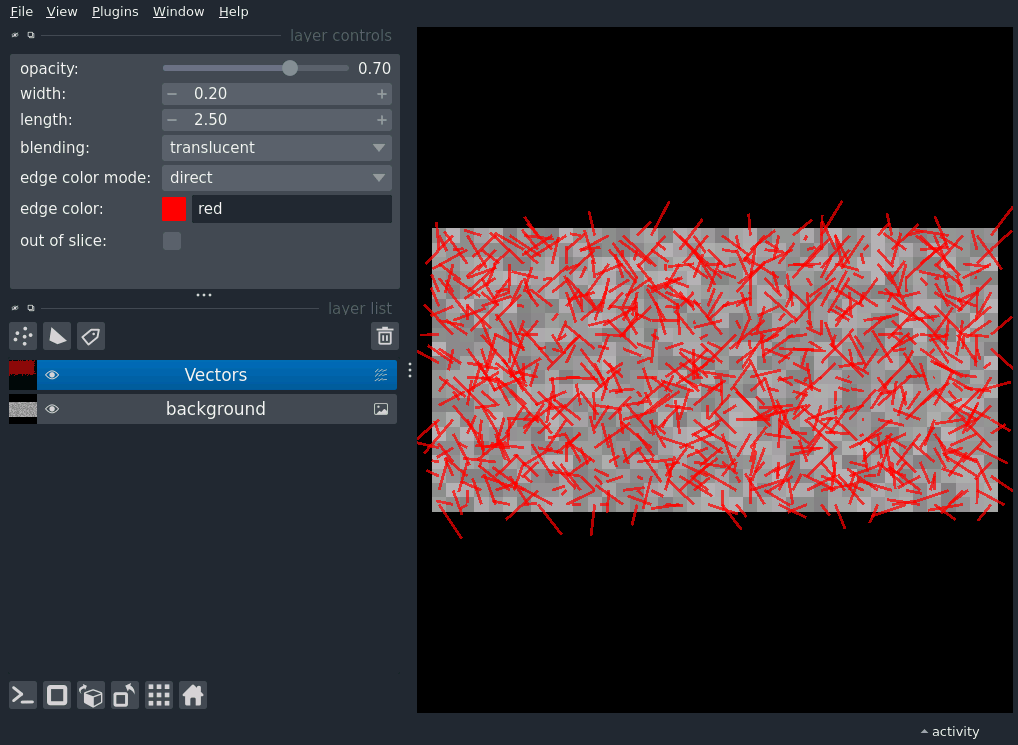 File View Plugins Window Help
layer controls
opacity: 0.70
width: − 0.20 +
length: − 2.50 +
blending: translucent
edge color mode: direct
edge color: red
out of slice:
layer list
Vectors
background
activity